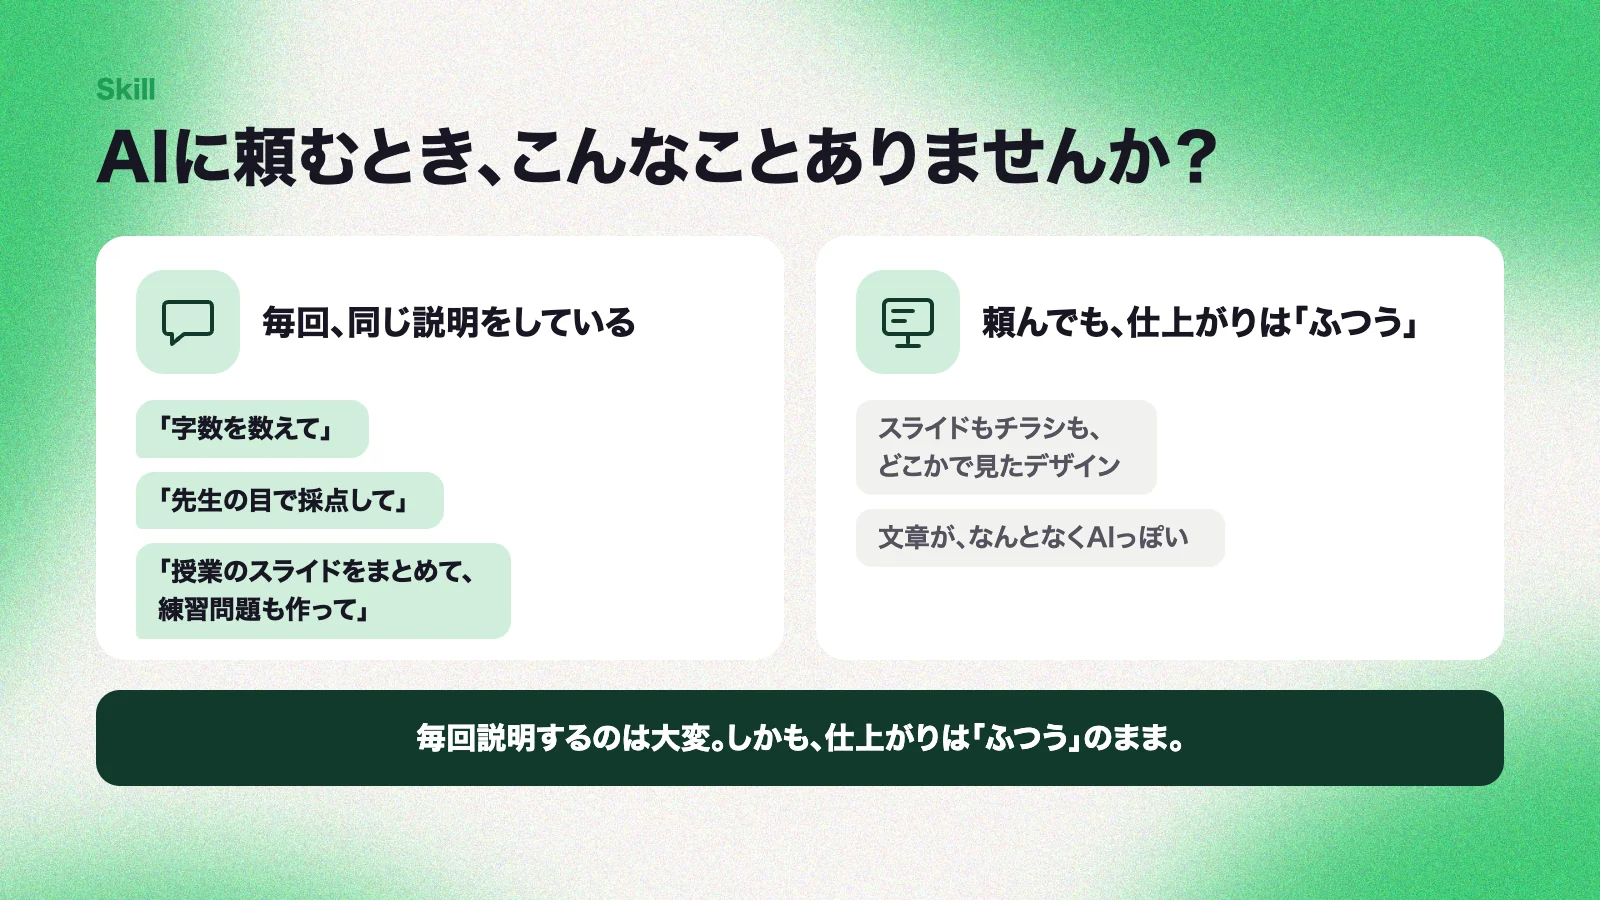 Skill
AIに頼むとき、こんなことありませんか？
毎回、同じ説明をしている
「字数を数えて」
「先生の目で採点して」
「授業のスライドをまとめて、
練習問題も作って」
頼んでも、仕上がりは「ふつう」
スライドもチラシも、
どこかで見たデザイン
文章が、なんとなくAIっぽい
毎回説明するのは大変。しかも、仕上がりは「ふつう」のまま。